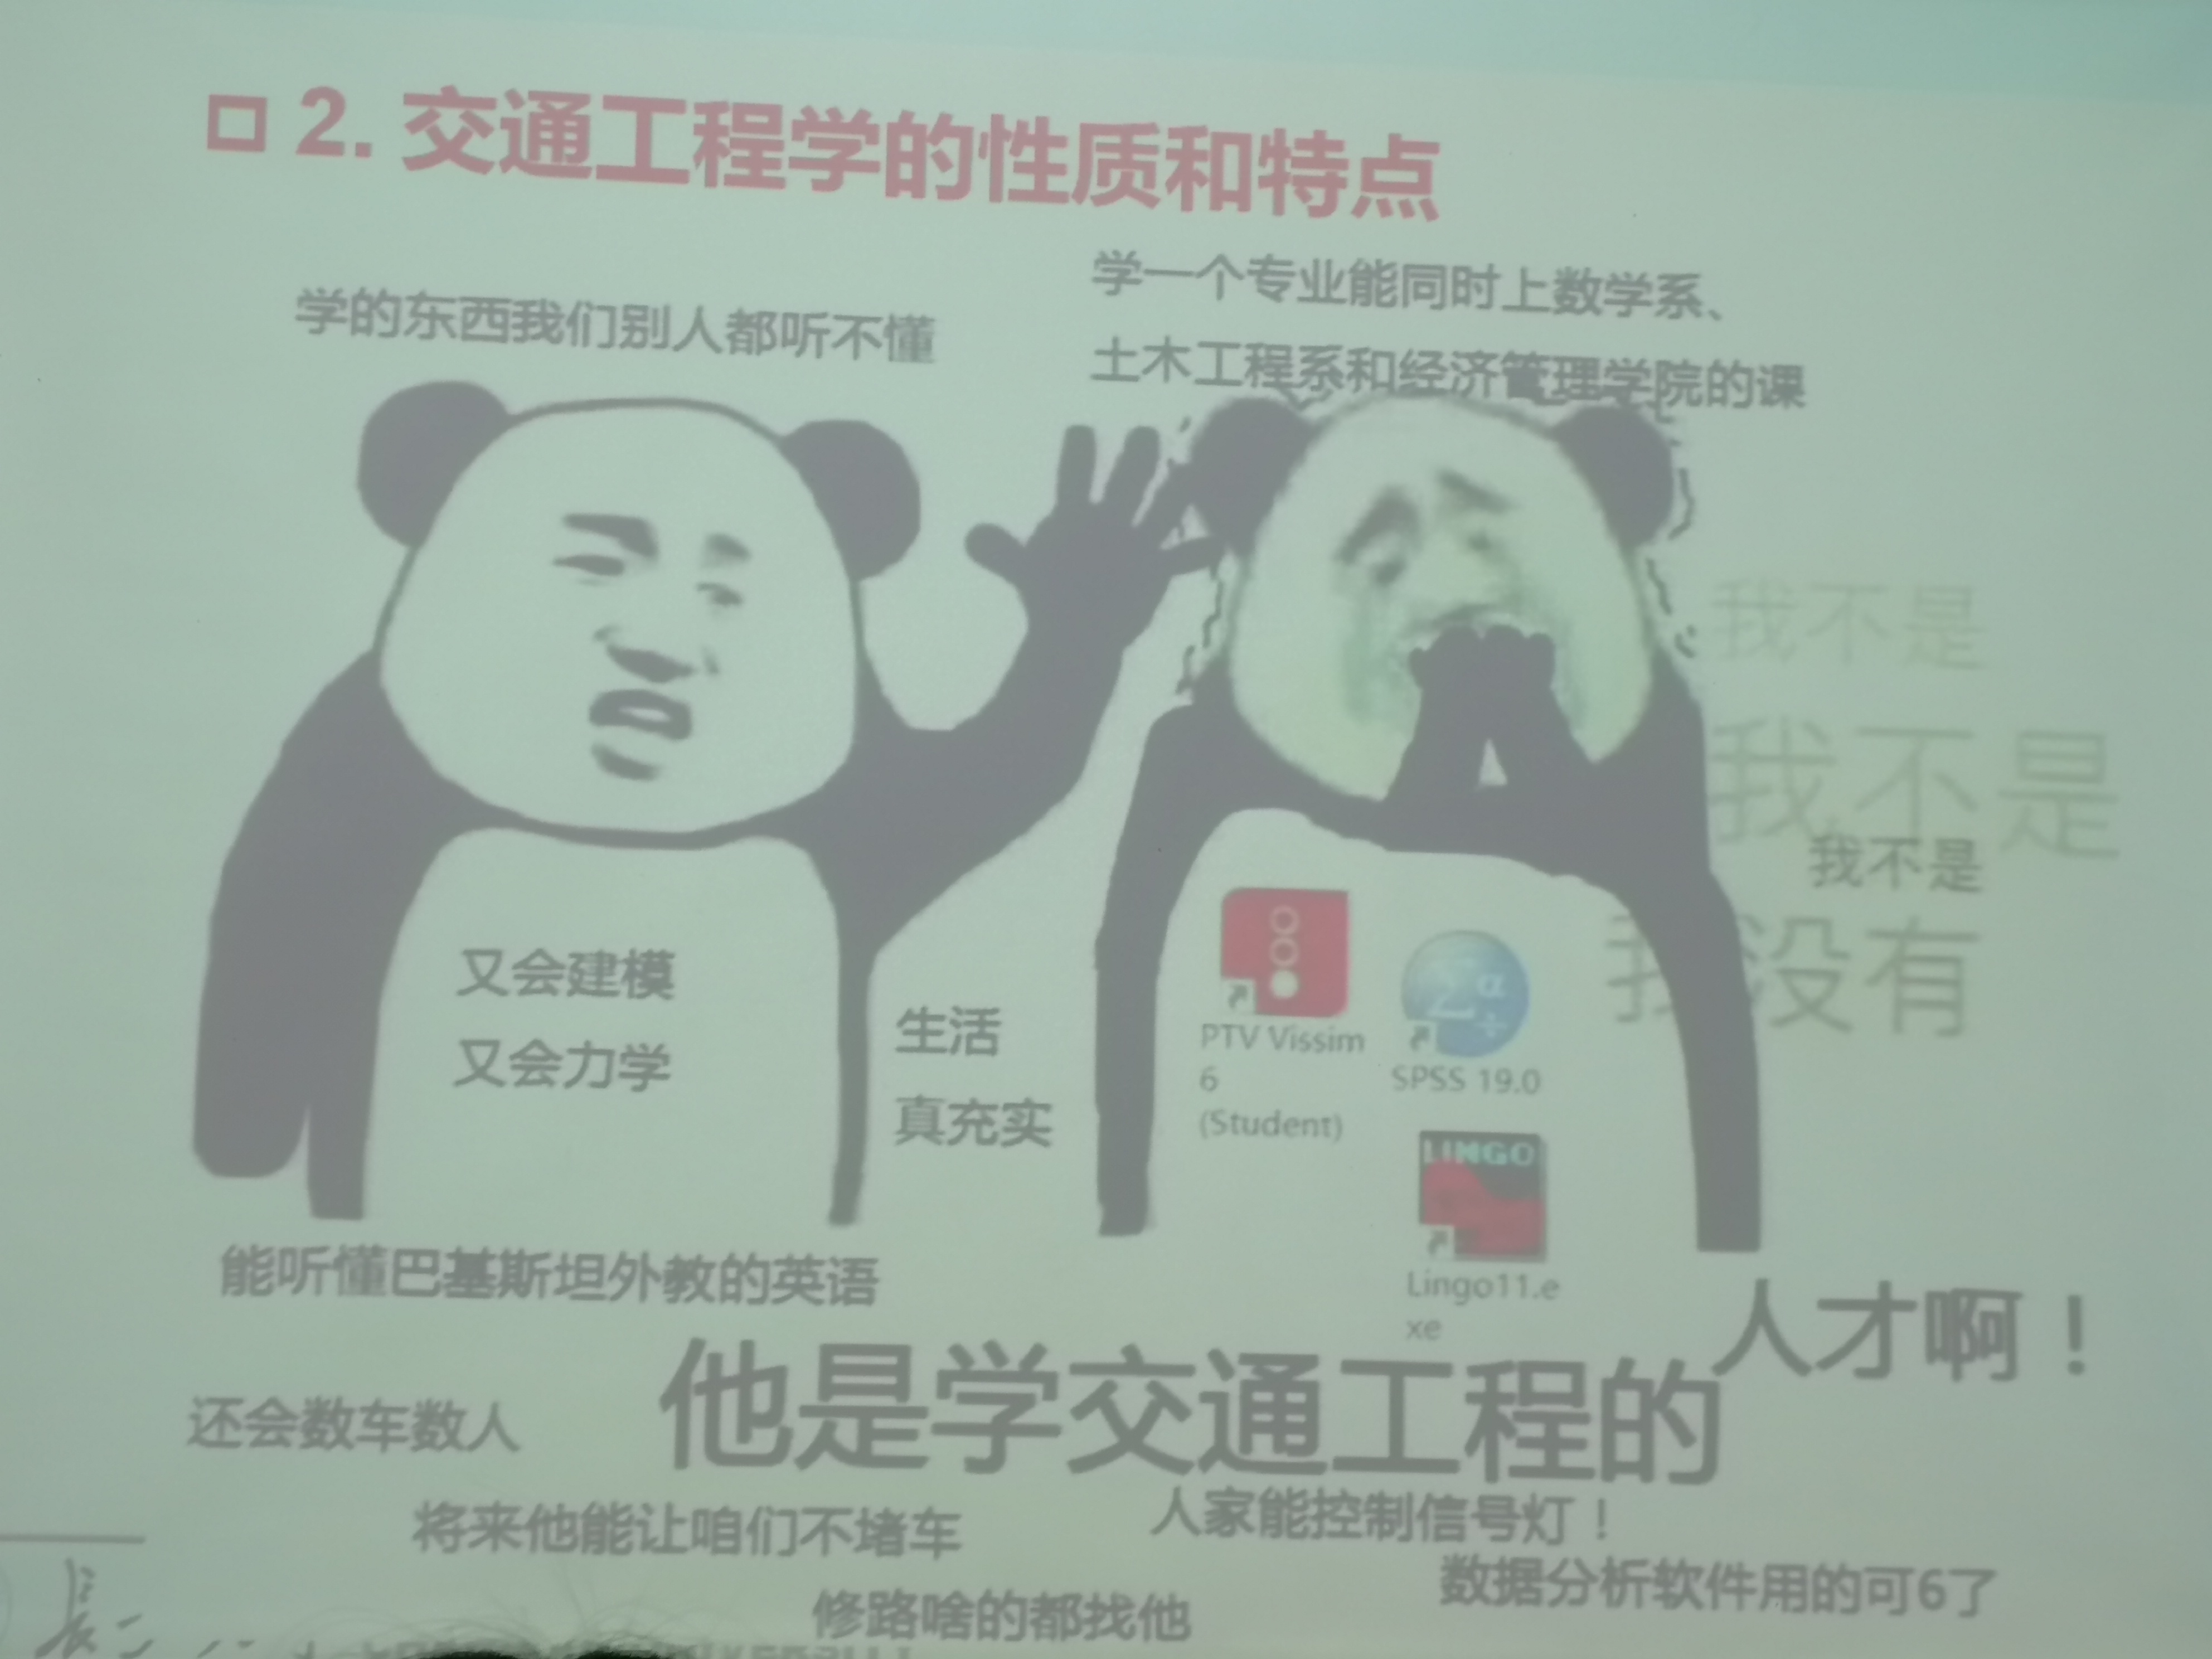 2. 交通工程学的性质和特点
学的东西我们别人都听不懂
学一个专业能同时上数学系、
土木工程系和经济管理学院的课
我不是
我不是
我不是
我没有
又会建模
又会力学
生活
真充实
PTV Vissim
6
(Student)
SPSS 19.0
Σα
÷
LINGO
Lingo11.e
xe
能听懂巴基斯坦外教的英语
人才啊！
他是学交通工程的
还会数车数人
将来他能让咱们不堵车
人家能控制信号灯！
数据分析软件用的可6了
修路啥的都找他